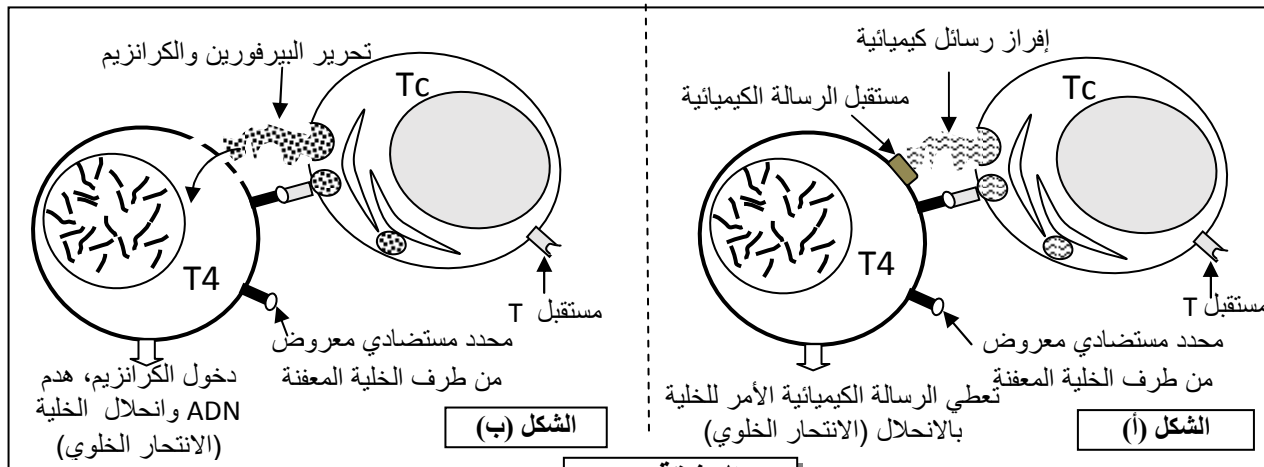 إفراز رسائل كيميائية
Tc
مستقبل الرسالة الكيميائية
T4
مستقبل T
محدد مستضادي معروض
من طرف الخلية المعفنة
تعطي الرسالة الكيميائية الأمر للخلية
بالانحلال (الانتحار الخلوي)
الشكل (أ)
تحرير البيرفورين والكرانزيم
Tc
T4
مستقبل T
محدد مستضادي معروض
من طرف الخلية المعفنة
دخول الكرانزيم، هدم
ADN وانحلال الخلية
(الانتحار الخلوي)
الشكل (ب)